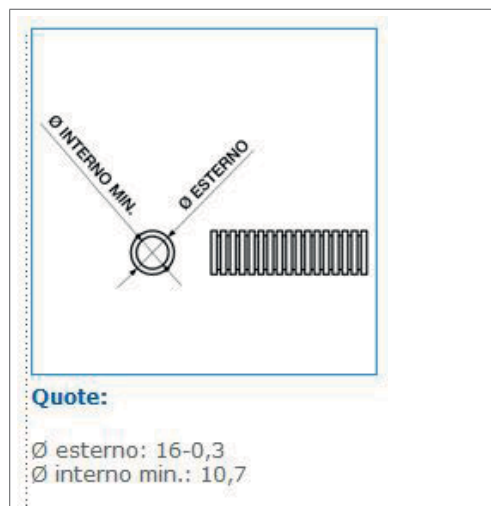 Ø INTERNO MIN.
Ø ESTERNO
Quote:
Ø esterno: 16-0,3
Ø interno min.: 10,7